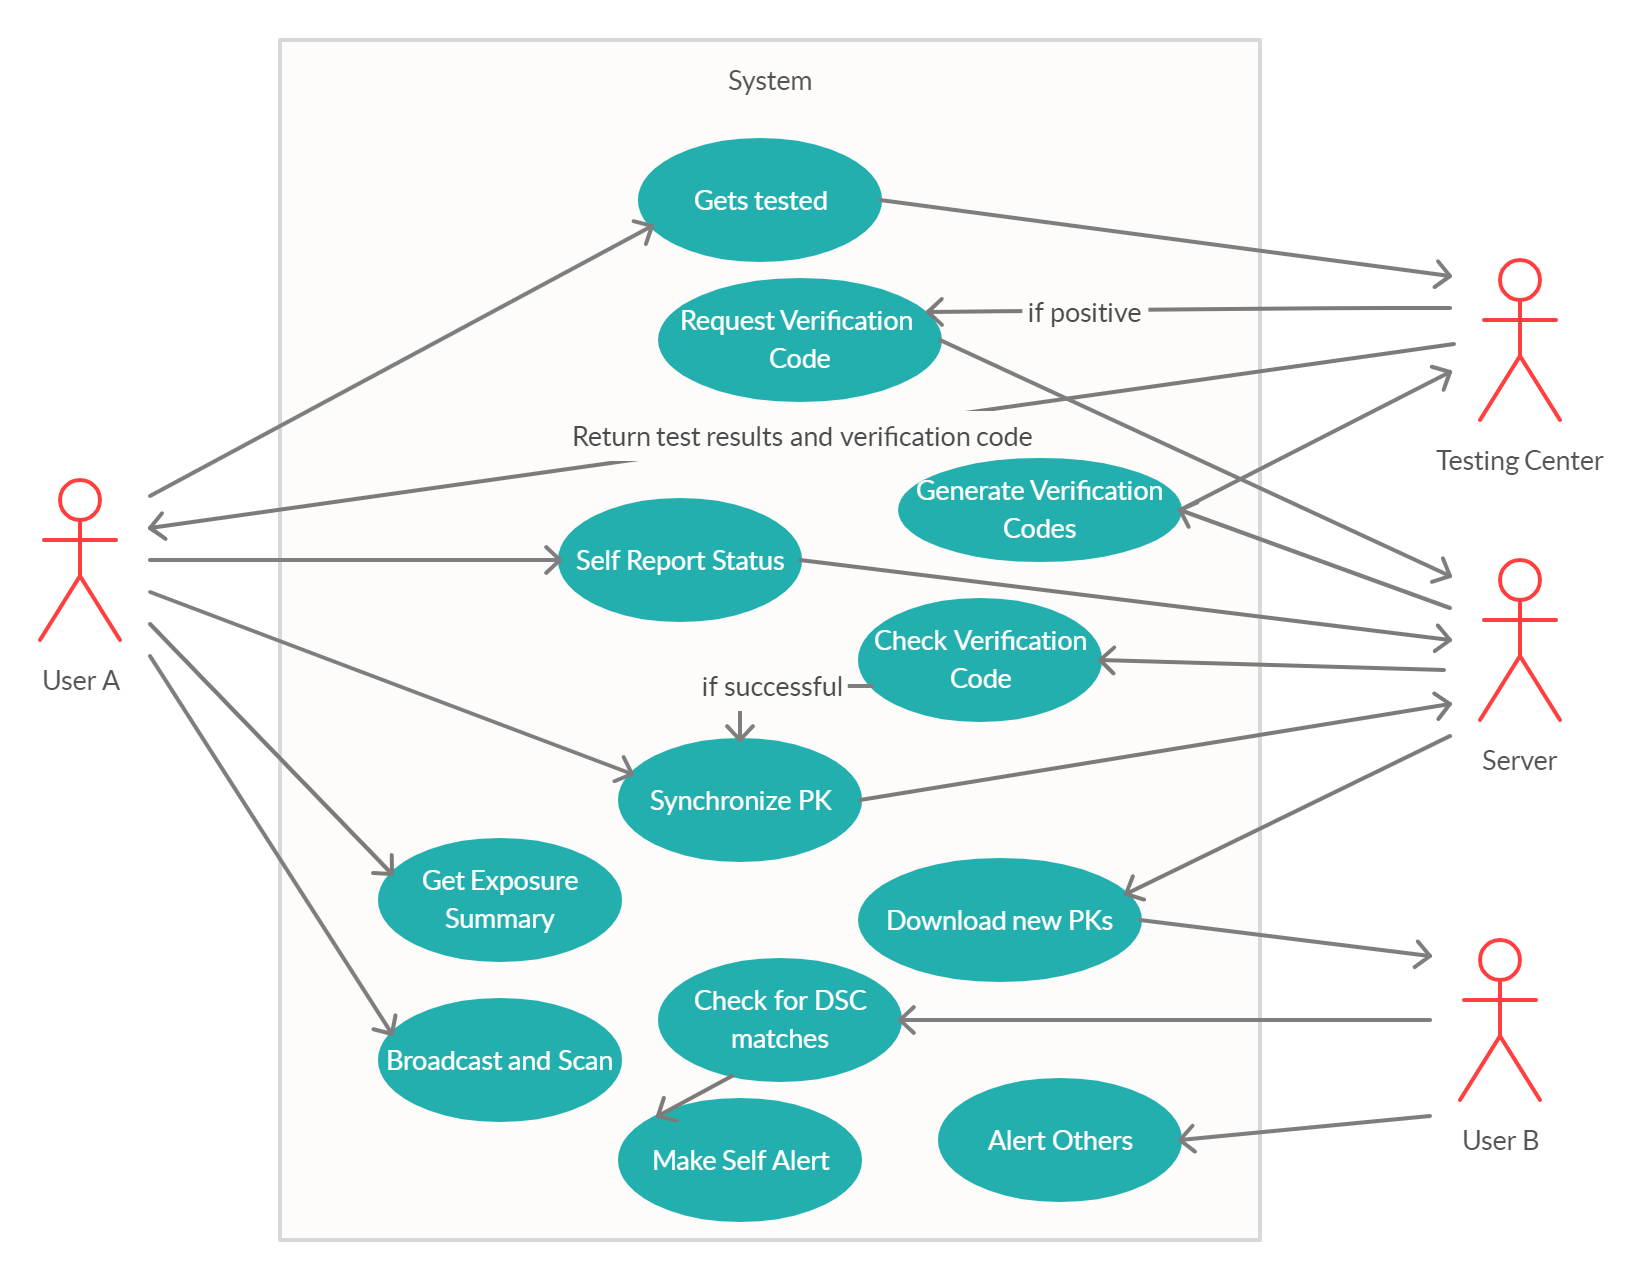 System
Gets tested
Request Verification
Code
if positive
Return test results and verification code
Testing Center
Generate Verification
Codes
Self Report Status
User A
Check Verification
Code
if successful
Server
Synchronize PK
Get Exposure
Summary
Download new PKs
Check for DSC
matches
Broadcast and Scan
Make Self Alert
Alert Others
User B